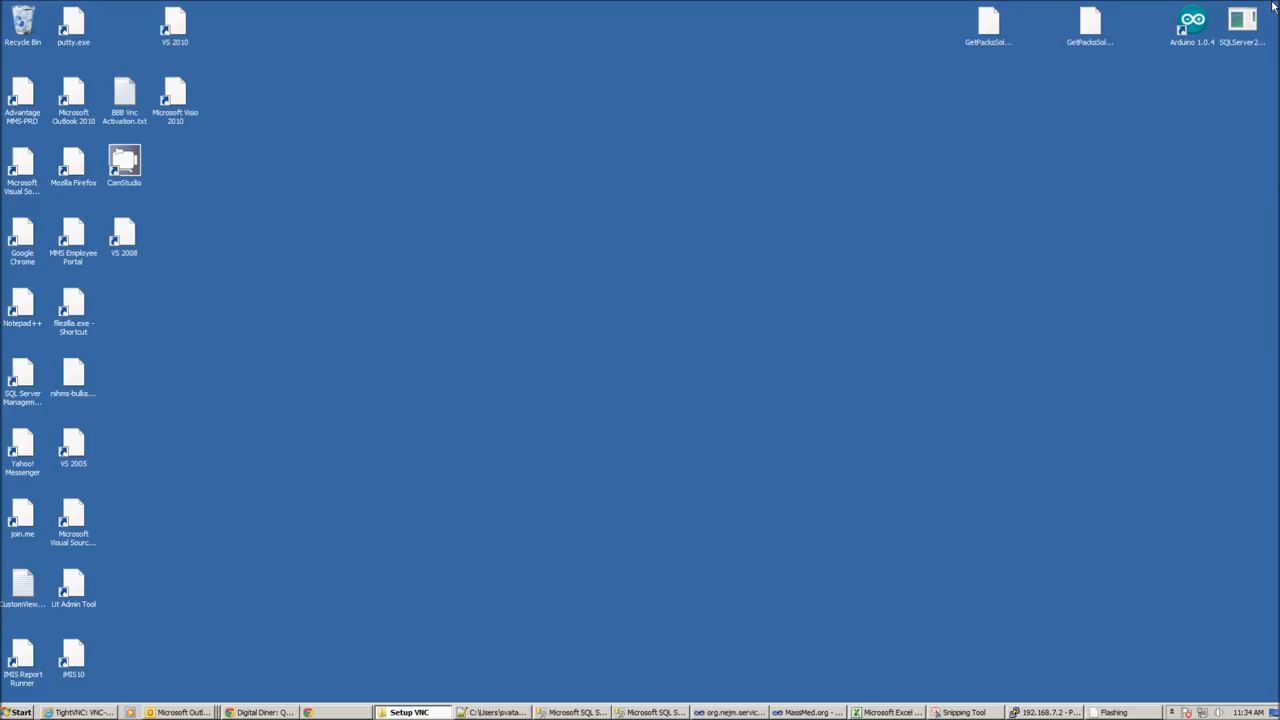 Recycle Bin
putty.exe
VS 2010
GetPacksSol...
GetPacksSol...
Arduino 1.0.4
SQLServer2...
Advantage
MMS-PRD
Microsoft
Outlook 2010
BBB Vnc
Activation.txt
Microsoft Visio
2010
Microsoft
Visual So...
Mozilla Firefox
CamStudio
Google
Chrome
MMS Employee
Portal
VS 2008
Notepad++
filezilla.exe -
Shortcut
SQL Server
Managem...
nihms-bulks...
Yahoo!
Messenger
VS 2005
join.me
Microsoft
Visual Sourc...
CustomView...
Lit Admin Tool
IMIS Report
Runner
iMIS10
Start
TightVNC: VNC-...
Microsoft Outl...
Digital Diner: Q...
Setup VNC
C:\Users\svata...
Microsoft SQL S...
Microsoft SQL S...
org.nejm.servic...
MassMed.org - ...
Microsoft Excel ...
Snipping Tool
192.168.7.2 - P...
Flashing
11:34 AM